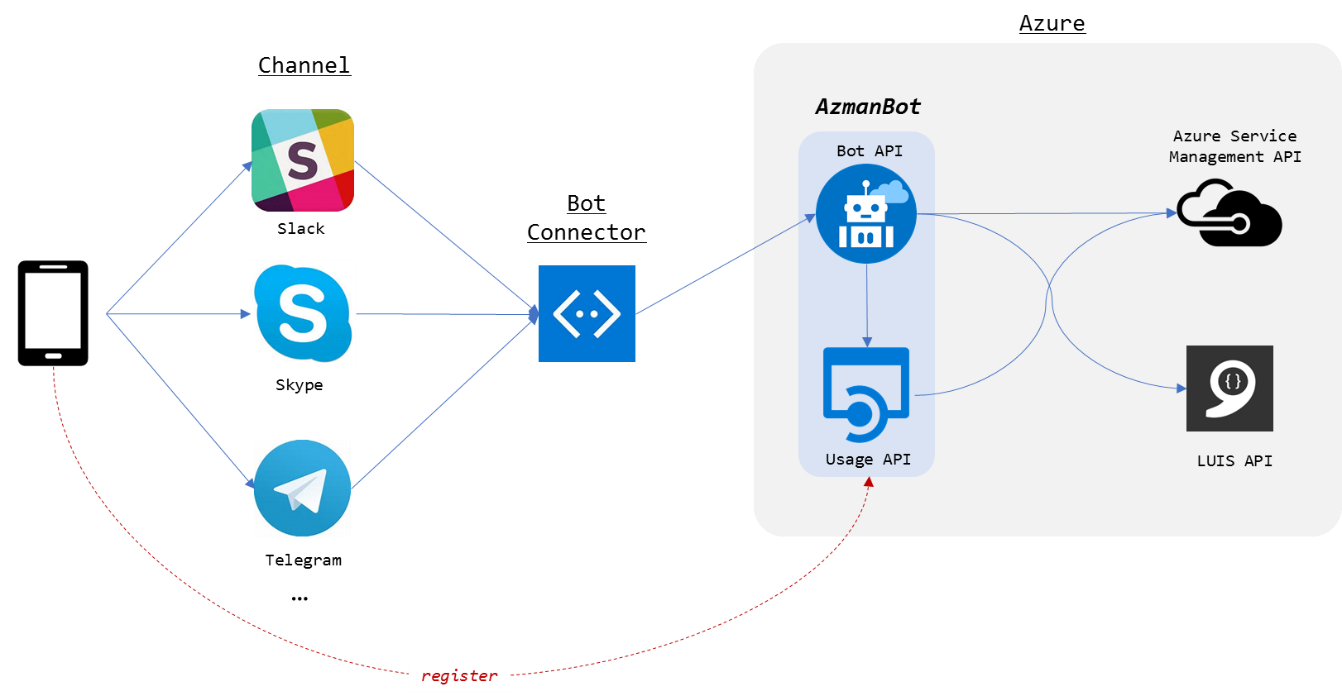 Azure
Channel
AzmanBot
Bot API
Azure Service
Management API
S
Slack
Bot
Connector
S
Skype
Usage API
{}
LUIS API
Telegram
...
register